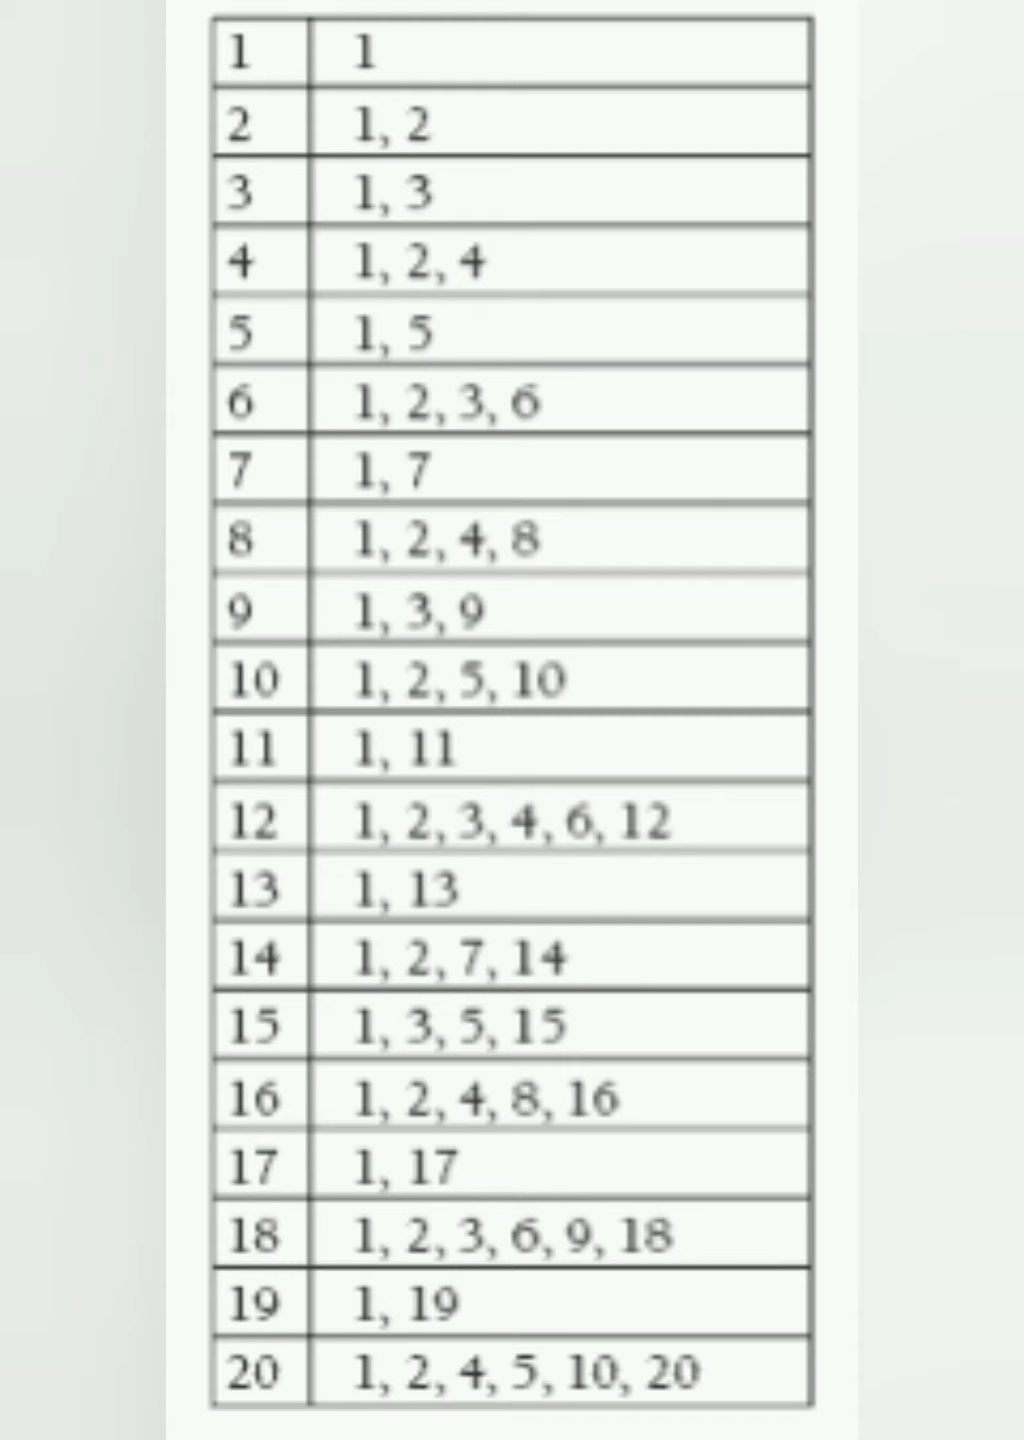 1 1
2 1, 2
3 1, 3
4 1, 2, 4
5 1, 5
6 1, 2, 3, 6
7 1, 7
8 1, 2, 4, 8
9 1, 3, 9
10 1, 2, 5, 10
11 1, 11
12 1, 2, 3, 4, 6, 12
13 1, 13
14 1, 2, 7, 14
15 1, 3, 5, 15
16 1, 2, 4, 8, 16
17 1, 17
18 1, 2, 3, 6, 9, 18
19 1, 19
20 1, 2, 4, 5, 10, 20